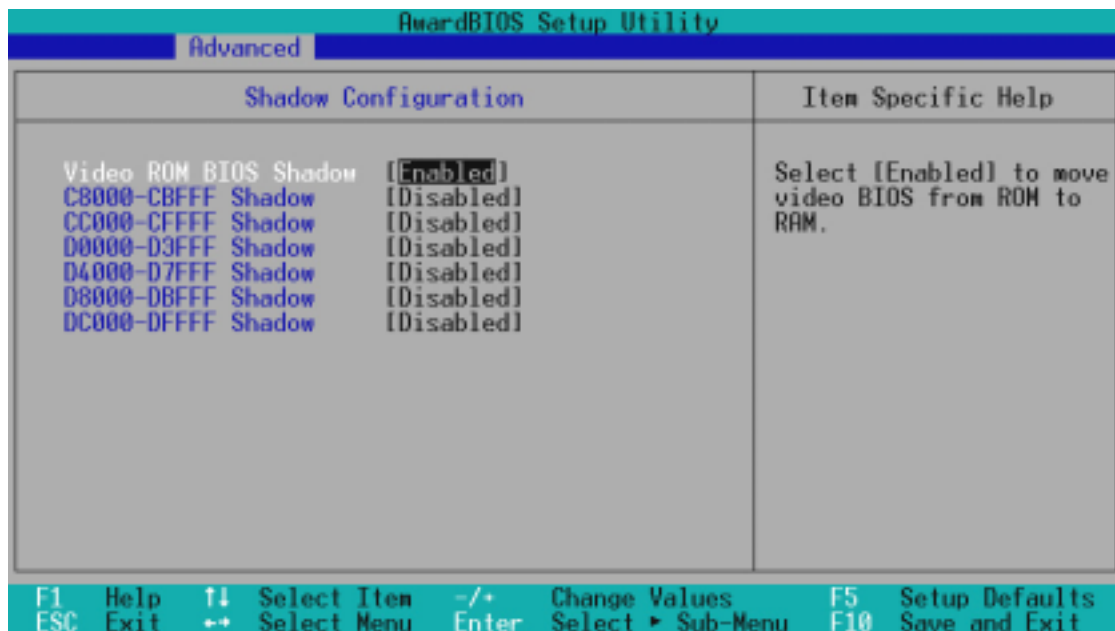 AwardBIOS Setup Utility
Advanced
Shadow Configuration
Item Specific Help
Video ROM BIOS Shadow [Enabled]
C8000-CBFFF Shadow [Disabled]
CC000-CFFFF Shadow [Disabled]
D0000-D3FFF Shadow [Disabled]
D4000-D7FFF Shadow [Disabled]
D8000-DBFFF Shadow [Disabled]
DC000-DFFFF Shadow [Disabled]
Select [Enabled] to move
video BIOS from ROM to
RAM.
F1 Help ↑↓ Select Item -/+ Change Values F5 Setup Defaults
ESC Exit ←→ Select Menu Enter Select ► Sub-Menu F10 Save and Exit